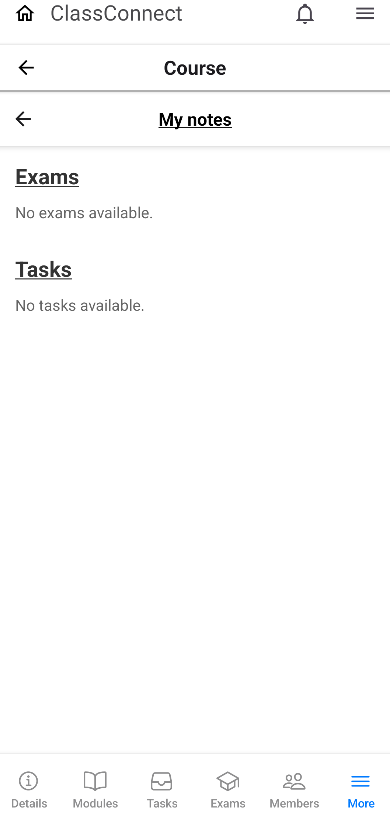 ClassConnect
Course
My notes
Exams
No exams available.
Tasks
No tasks available.
Details Modules Tasks Exams Members More